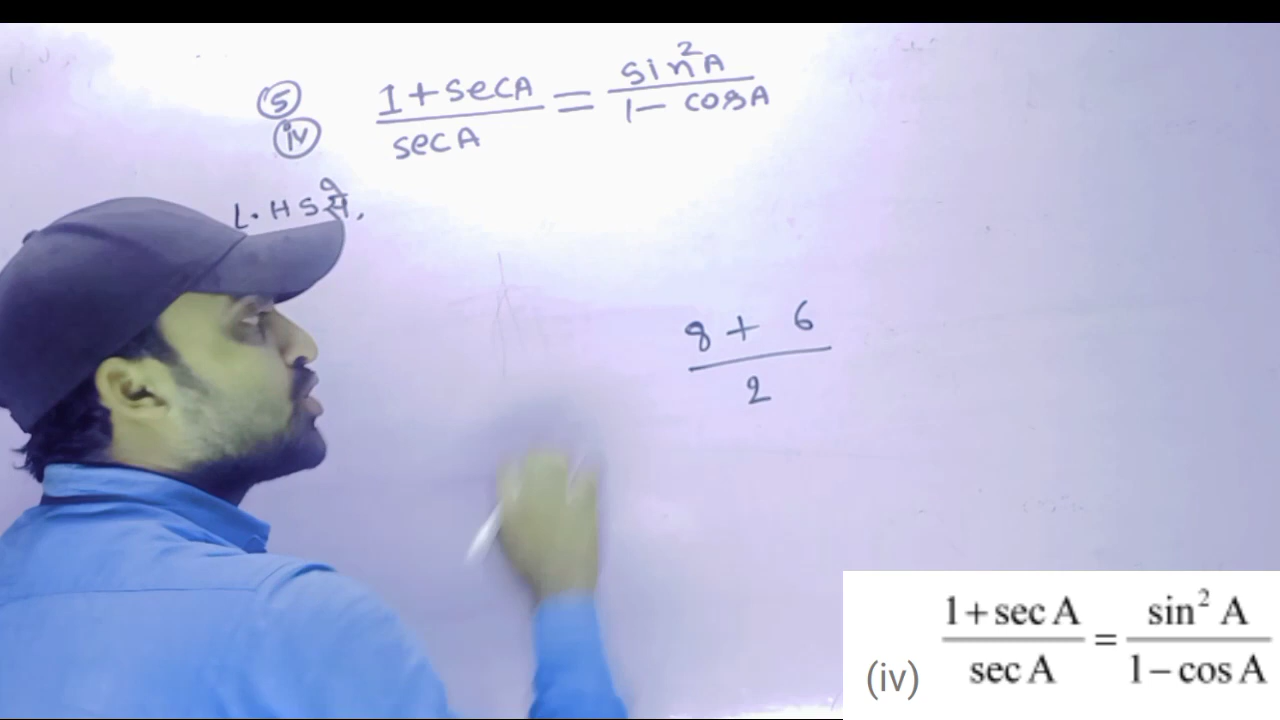 ⑤ 1+secA/secA = sin²A/1-cosA
ⓘⓥ
L.H.S में,
8 + 6
2
(iv) 1+sec A/sec A = sin² A/1-cos A